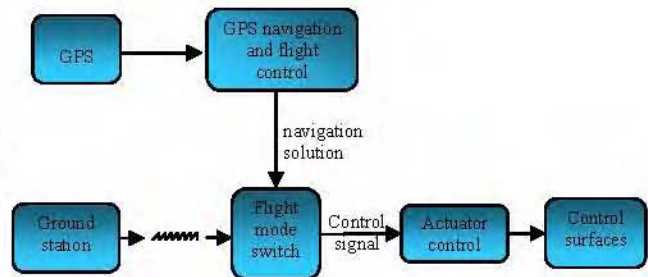 GPS
GPS navigation
and flight
control
navigation
solution
Ground
station
Flight
mode
switch
Control
signal
Actuator
control
Control
surfaces